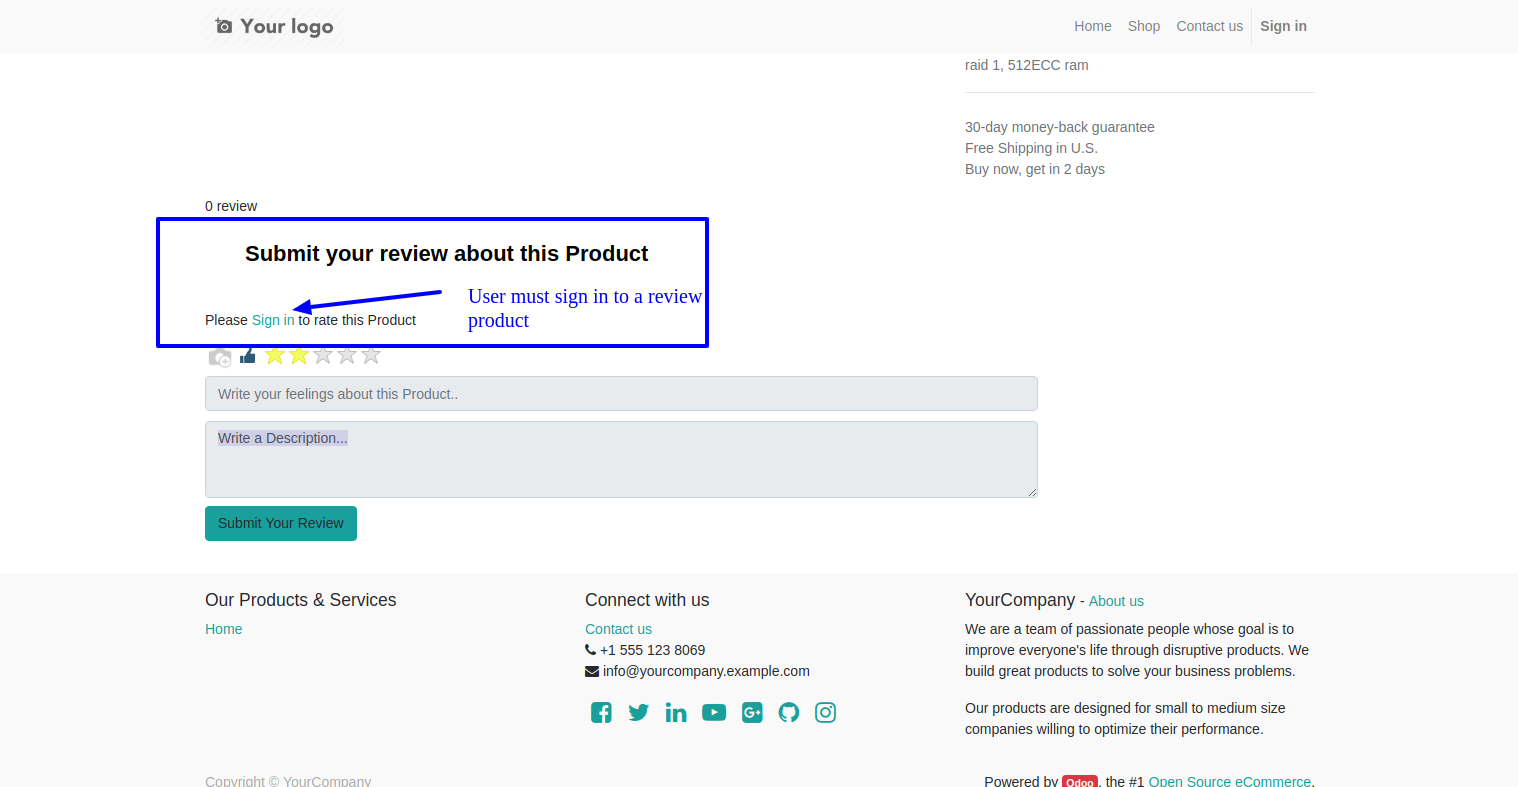 Your logo
Home Shop Contact us Sign in
raid 1, 512ECC ram
30-day money-back guarantee
Free Shipping in U.S.
Buy now, get in 2 days
0 review
Submit your review about this Product
User must sign in to a review
product
Please Sign in to rate this Product
Write your feelings about this Product..
Write a Description...
Submit Your Review
Our Products & Services
Home
Connect with us
Contact us
+1 555 123 8069
info@yourcompany.example.com
YourCompany - About us
We are a team of passionate people whose goal is to
improve everyone's life through disruptive products. We
build great products to solve your business problems.
Our products are designed for small to medium size
companies willing to optimize their performance.
Copyright © YourCompany
Powered by Odoo, the #1 Open Source eCommerce.